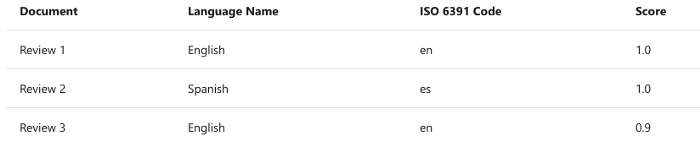 Document Language Name ISO 6391 Code Score
Review 1 English en 1.0
Review 2 Spanish es 1.0
Review 3 English en 0.9